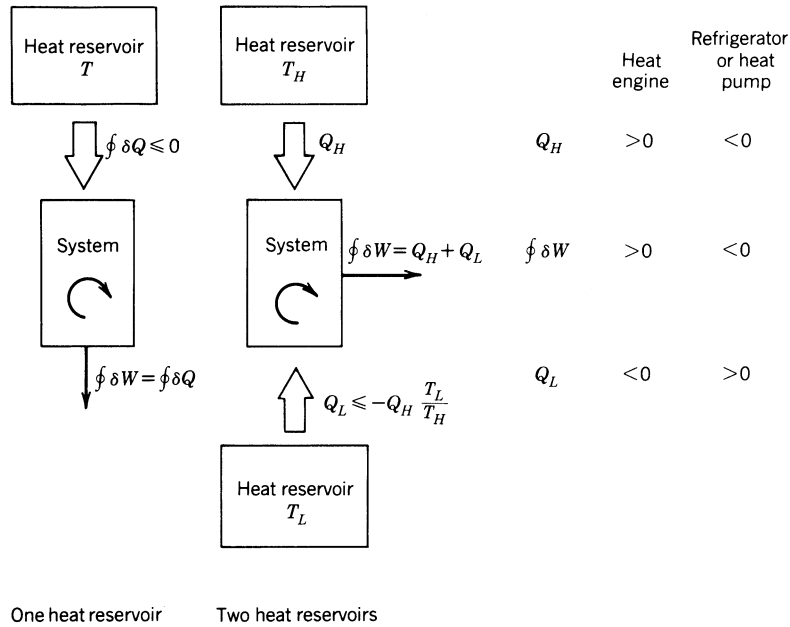 Heat reservoir
T
∮ δQ ≤ 0
System
∮ δW = ∮ δQ
One heat reservoir
Heat reservoir
T_H
Q_H
System
∮ δW = Q_H + Q_L
Q_L ≤ −Q_H T_L/T_H
Heat reservoir
T_L
Two heat reservoirs
Heat
engine
Refrigerator
or heat
pump
Q_H >0 <0
∮ δW >0 <0
Q_L <0 >0